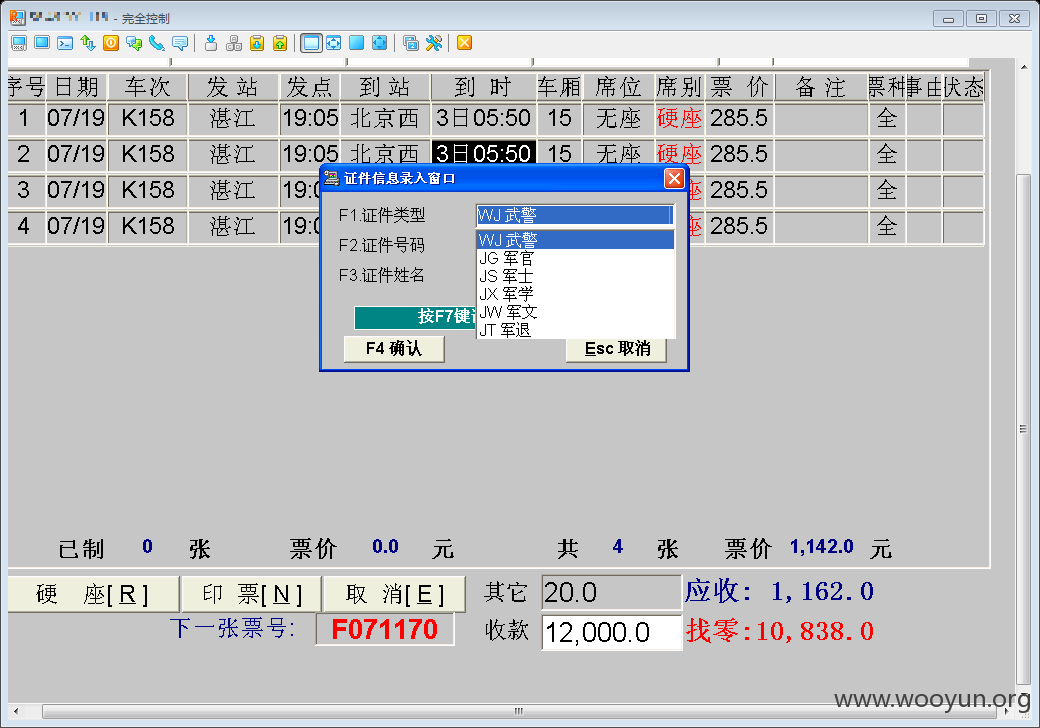 - 完全控制
序号 日期 车次 发站 发点 到站 到时 车厢 席位 席别 票价 备注 票种 事由 状态
1 07/19 K158 湛江 19:05 北京西 3日05:50 15 无座 硬座 285.5 全
2 07/19 K158 湛江 19:05 北京西 3日05:50 15 无座 硬座 285.5 全
3 07/19 K158 湛江 285.5 全
4 07/19 K158 湛江 285.5 全
证件信息录入窗口
F1.证件类型 WJ 武警
F2.证件号码
F3.证件姓名
WJ 武警
JG 军官
JS 军士
JX 军学
JW 军文
JT 军退
按F7键
F4 确认 Esc 取消
已制 0 张 票价 0.0 元 共 4 张 票价 1,142.0 元
硬 座[R] 印 票[N] 取 消[E] 其它 20.0 应收: 1,162.0
下一张票号: F071170 收款 12,000.0 找零:10,838.0
www.wooyun.org